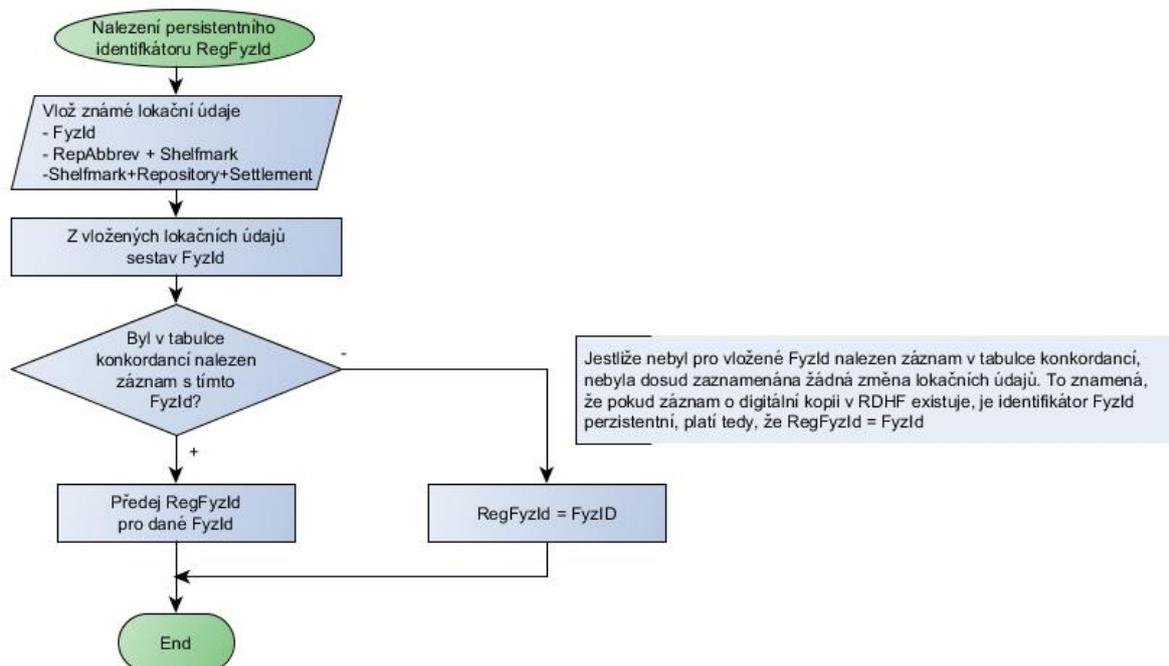 Nalezení persistentního
identifkátoru RegFyzId
Vlož známé lokační údaje
- FyzId
- RepAbbrev + Shelfmark
-Shelfmark+Repository+Settlement
Z vložených lokačních údajů
sestav FyzId
Byl v tabulce
konkordancí nalezen
záznam s tímto
FyzId?
-
Jestliže nebyl pro vložené FyzId nalezen záznam v tabulce konkordancí,
nebyla dosud zaznamenána žádná změna lokačních údajů. To znamená,
že pokud záznam o digitální kopii v RDHF existuje, je identifikátor FyzId
perzistentní, platí tedy, že RegFyzId = FyzId
+
Předej RegFyzId
pro dané FyzId
RegFyzId = FyzID
End